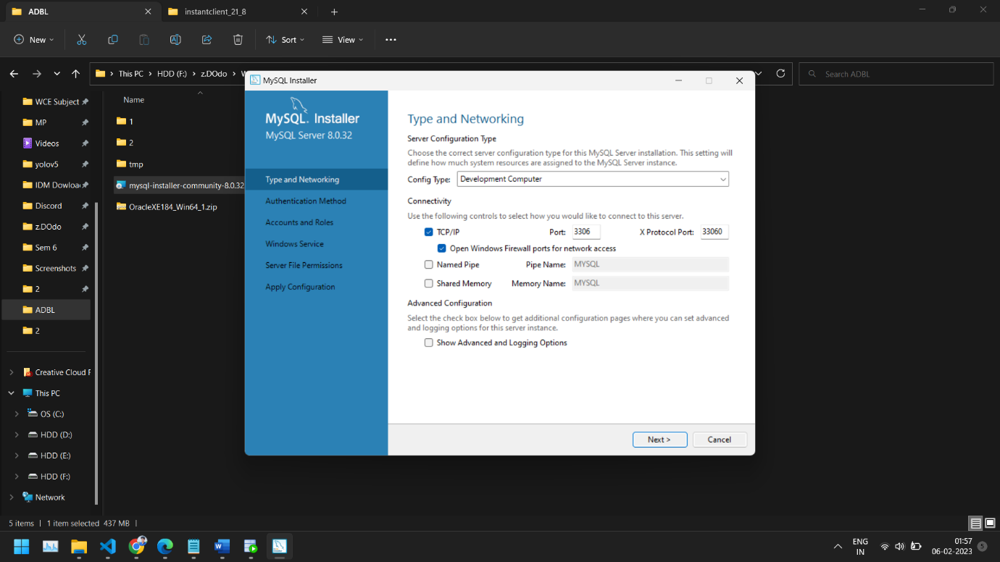 ADBL
instantclient_21_8
New
Sort
View
This PC
HDD (F:)
z.DOdo
Search ADBL
WCE Subject
MP
Videos
yolov5
IDM Dowloa
Discord
z.DOdo
Sem 6
Screenshots
2
ADBL
2
Creative Cloud F
This PC
OS (C:)
HDD (D:)
HDD (E:)
HDD (F:)
Network
Name
1
2
tmp
mysql-installer-community-8.0.32
OracleXE184_Win64_1.zip
MySQL Installer
MySQL. Installer
MySQL Server 8.0.32
Type and Networking
Authentication Method
Accounts and Roles
Windows Service
Server File Permissions
Apply Configuration
Type and Networking
Server Configuration Type
Choose the correct server configuration type for this MySQL Server installation. This setting will
define how much system resources are assigned to the MySQL Server instance.
Config Type: Development Computer
Connectivity
Use the following controls to select how you would like to connect to this server.
TCP/IP Port: 3306 X Protocol Port: 33060
Open Windows Firewall ports for network access
Named Pipe Pipe Name: MYSQL
Shared Memory Memory Name: MYSQL
Advanced Configuration
Select the check box below to get additional configuration pages where you can set advanced
and logging options for this server instance.
Show Advanced and Logging Options
Next > Cancel
5 items 1 item selected 437 MB
ENG
IN
01:57
06-02-2023
5